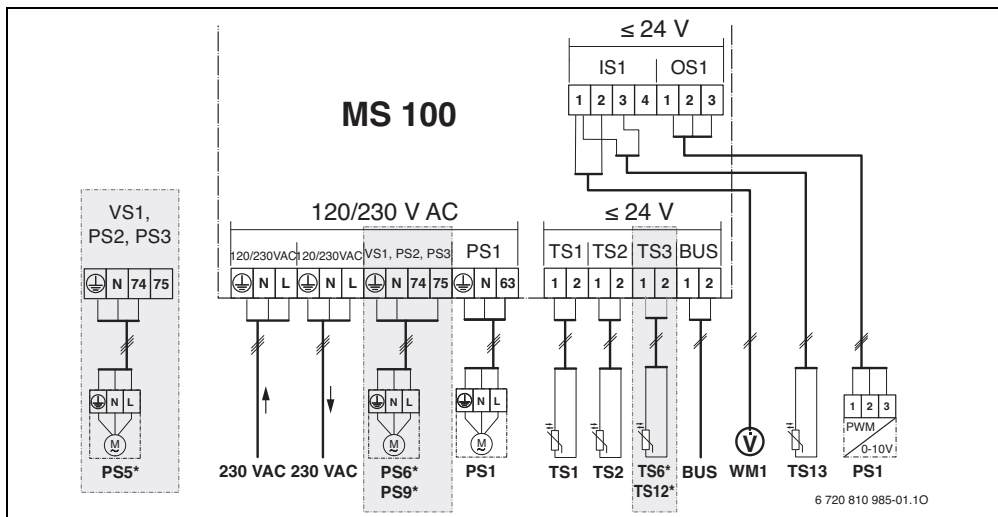 ≤ 24 V
IS1 OS1
1 2 3 4 1 2 3
MS 100
VS1,
PS2, PS3
120/230 V AC
≤ 24 V
120/230VAC 120/230VAC VS1, PS2, PS3 PS1
TS1 TS2 TS3 BUS
N 74 75
N L N L N 74 75 N 63
1 2 1 2 1 2 1 2
N L
N L
N L
1 2 3
M
~
M
~
M
~
V
PWM
0-10V
PS5*
230 VAC 230 VAC PS6* PS1 TS1 TS2 TS6* BUS WM1 TS13 PS1
PS9* TS12*
6 720 810 985-01.1O